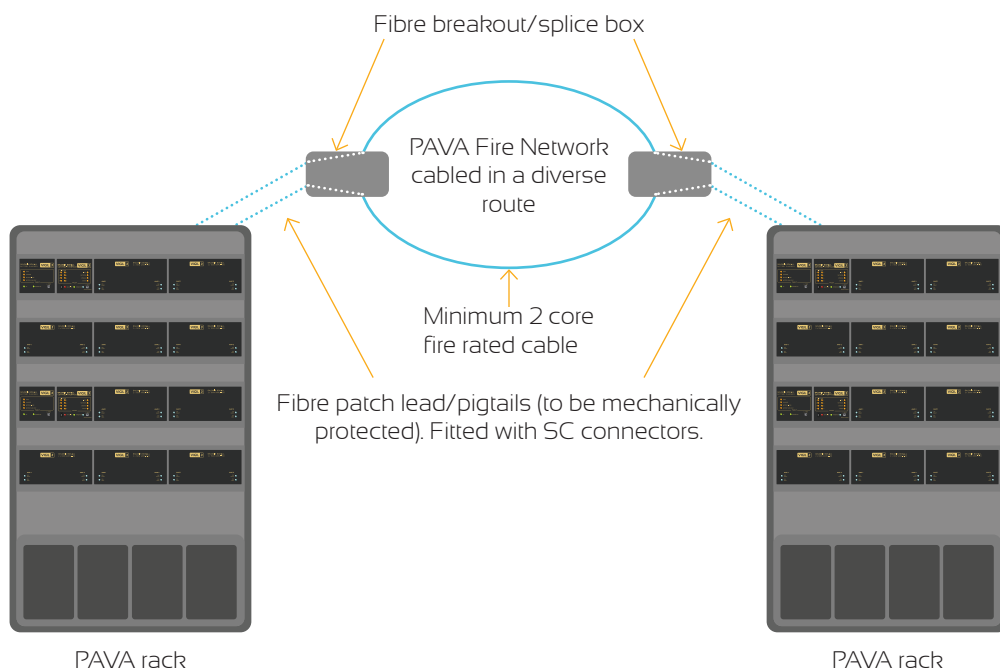 Fibre breakout/splice box
PAVA Fire Network
cabled in a diverse
route
Minimum 2 core
fire rated cable
Fibre patch lead/pigtails (to be mechanically
protected). Fitted with SC connectors.
PAVA rack
PAVA rack